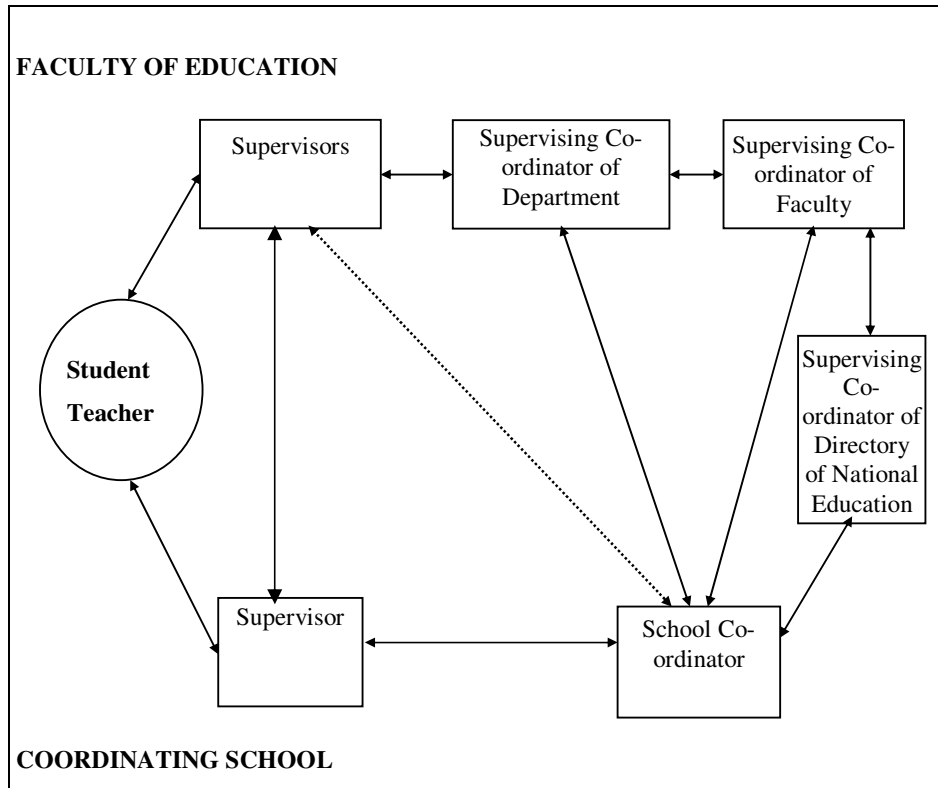 FACULTY OF EDUCATION
Supervisors
Supervising Co-
ordinator of
Department
Supervising Co-
ordinator of
Faculty
Student
Teacher
Supervising
Co-
ordinator of
Directory
of National
Education
Supervisor
School Co-
ordinator
COORDINATING SCHOOL